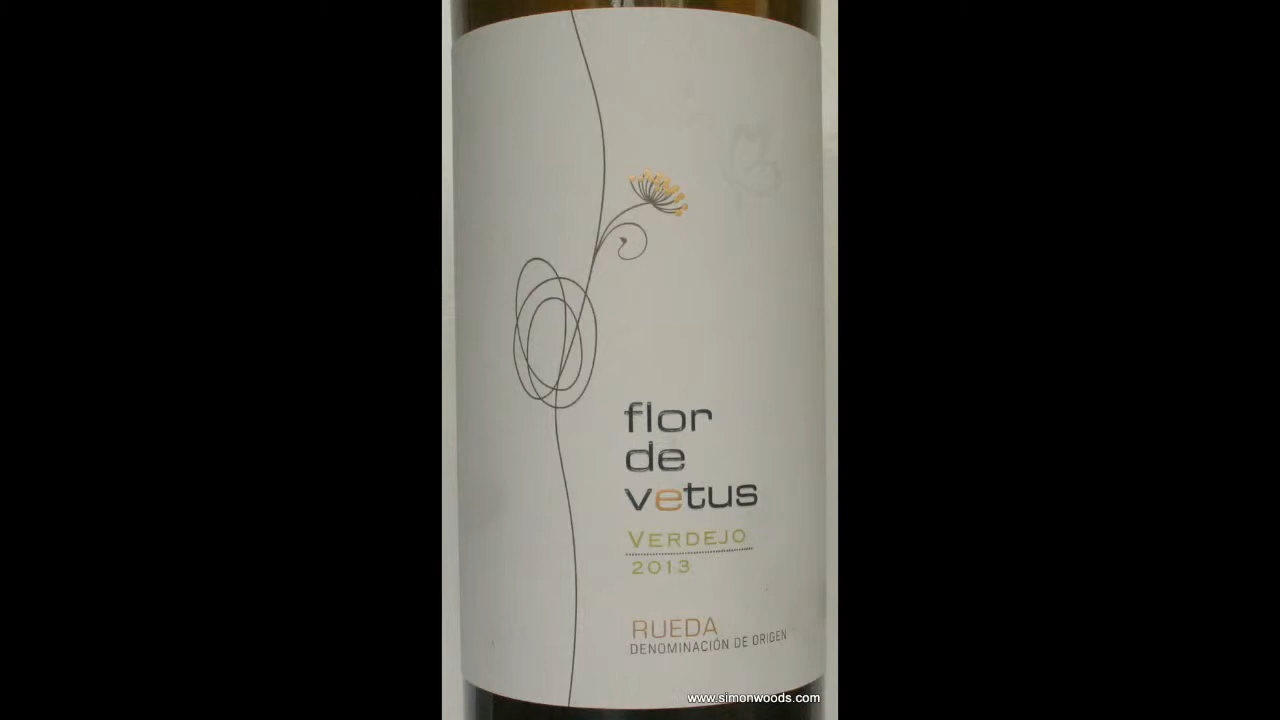 flor
de
vetus
VERDEJO
2013
RUEDA
DENOMINACIÓN DE ORIGEN
www.simonwoods.com